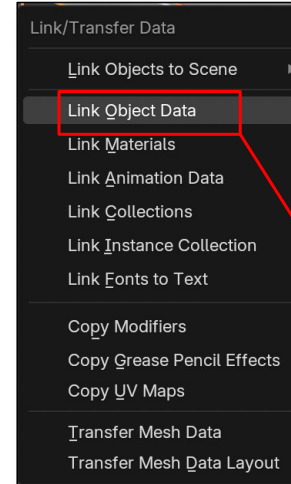 Link/Transfer Data
Link Objects to Scene
Link Object Data
Link Materials
Link Animation Data
Link Collections
Link Instance Collection
Link Fonts to Text
Copy Modifiers
Copy Grease Pencil Effects
Copy UV Maps
Transfer Mesh Data
Transfer Mesh Data Layout